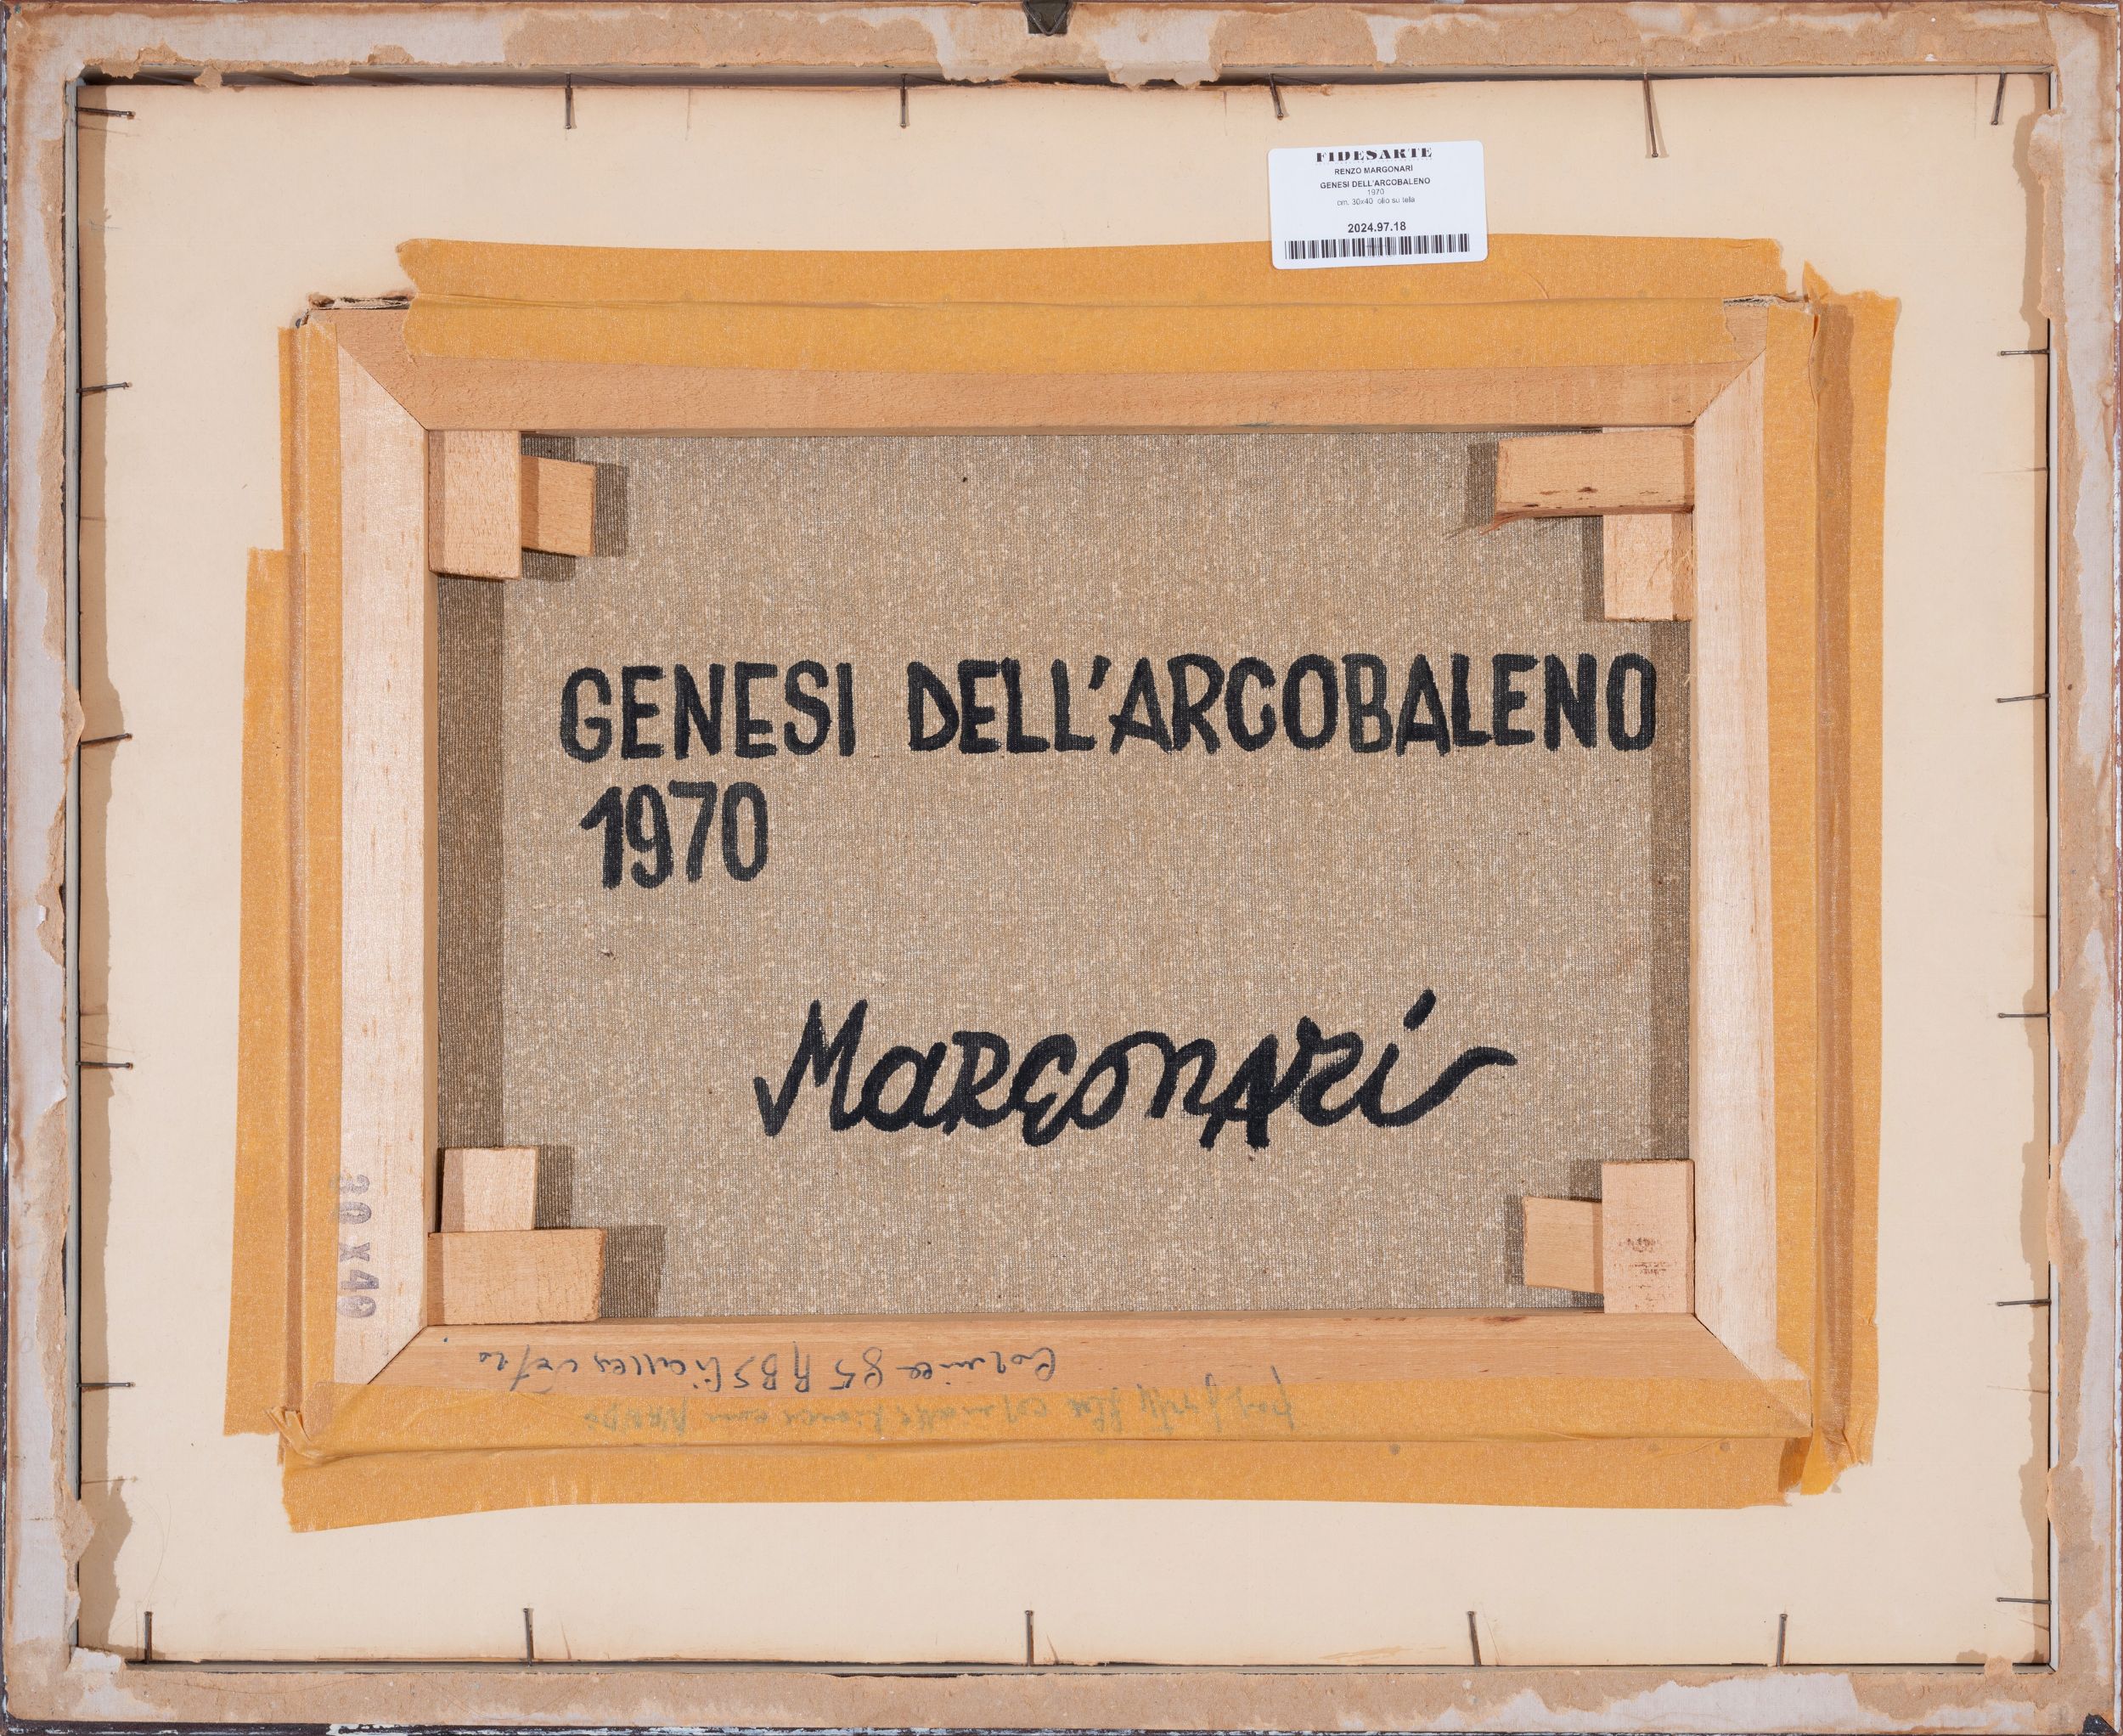 FIDESARTE
RENZO MARGONARI
GENESI DELL'ARCOBALENO
1970
cm. 30x40 olio su tela
2024.97.18
GENESI DELL'ARCOBALENO
1970
MARGONARI
30 X 40
85